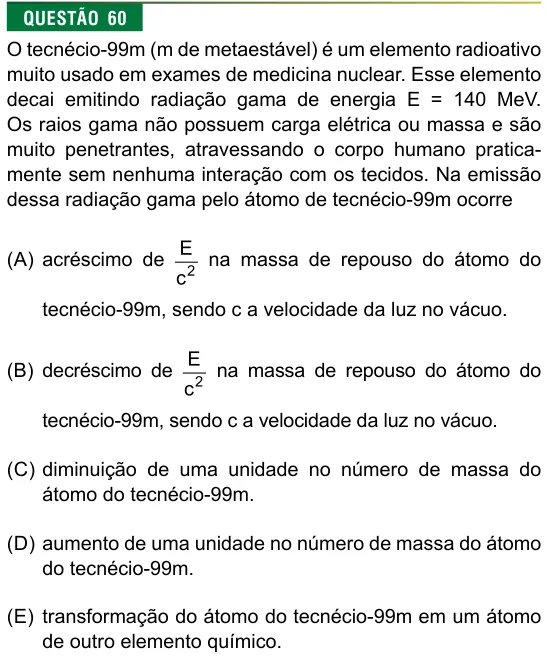 QUESTÃO 60
O tecnécio-99m (m de metaestável) é um elemento radioativo
muito usado em exames de medicina nuclear. Esse elemento
decai emitindo radiação gama de energia E = 140 MeV.
Os raios gama não possuem carga elétrica ou massa e são
muito penetrantes, atravessando o corpo humano pratica-
mente sem nenhuma interação com os tecidos. Na emissão
dessa radiação gama pelo átomo de tecnécio-99m ocorre
(A) acréscimo de E/c² na massa de repouso do átomo do
tecnécio-99m, sendo c a velocidade da luz no vácuo.
(B) decréscimo de E/c² na massa de repouso do átomo do
tecnécio-99m, sendo c a velocidade da luz no vácuo.
(C) diminuição de uma unidade no número de massa do
átomo do tecnécio-99m.
(D) aumento de uma unidade no número de massa do átomo
do tecnécio-99m.
(E) transformação do átomo do tecnécio-99m em um átomo
de outro elemento químico.